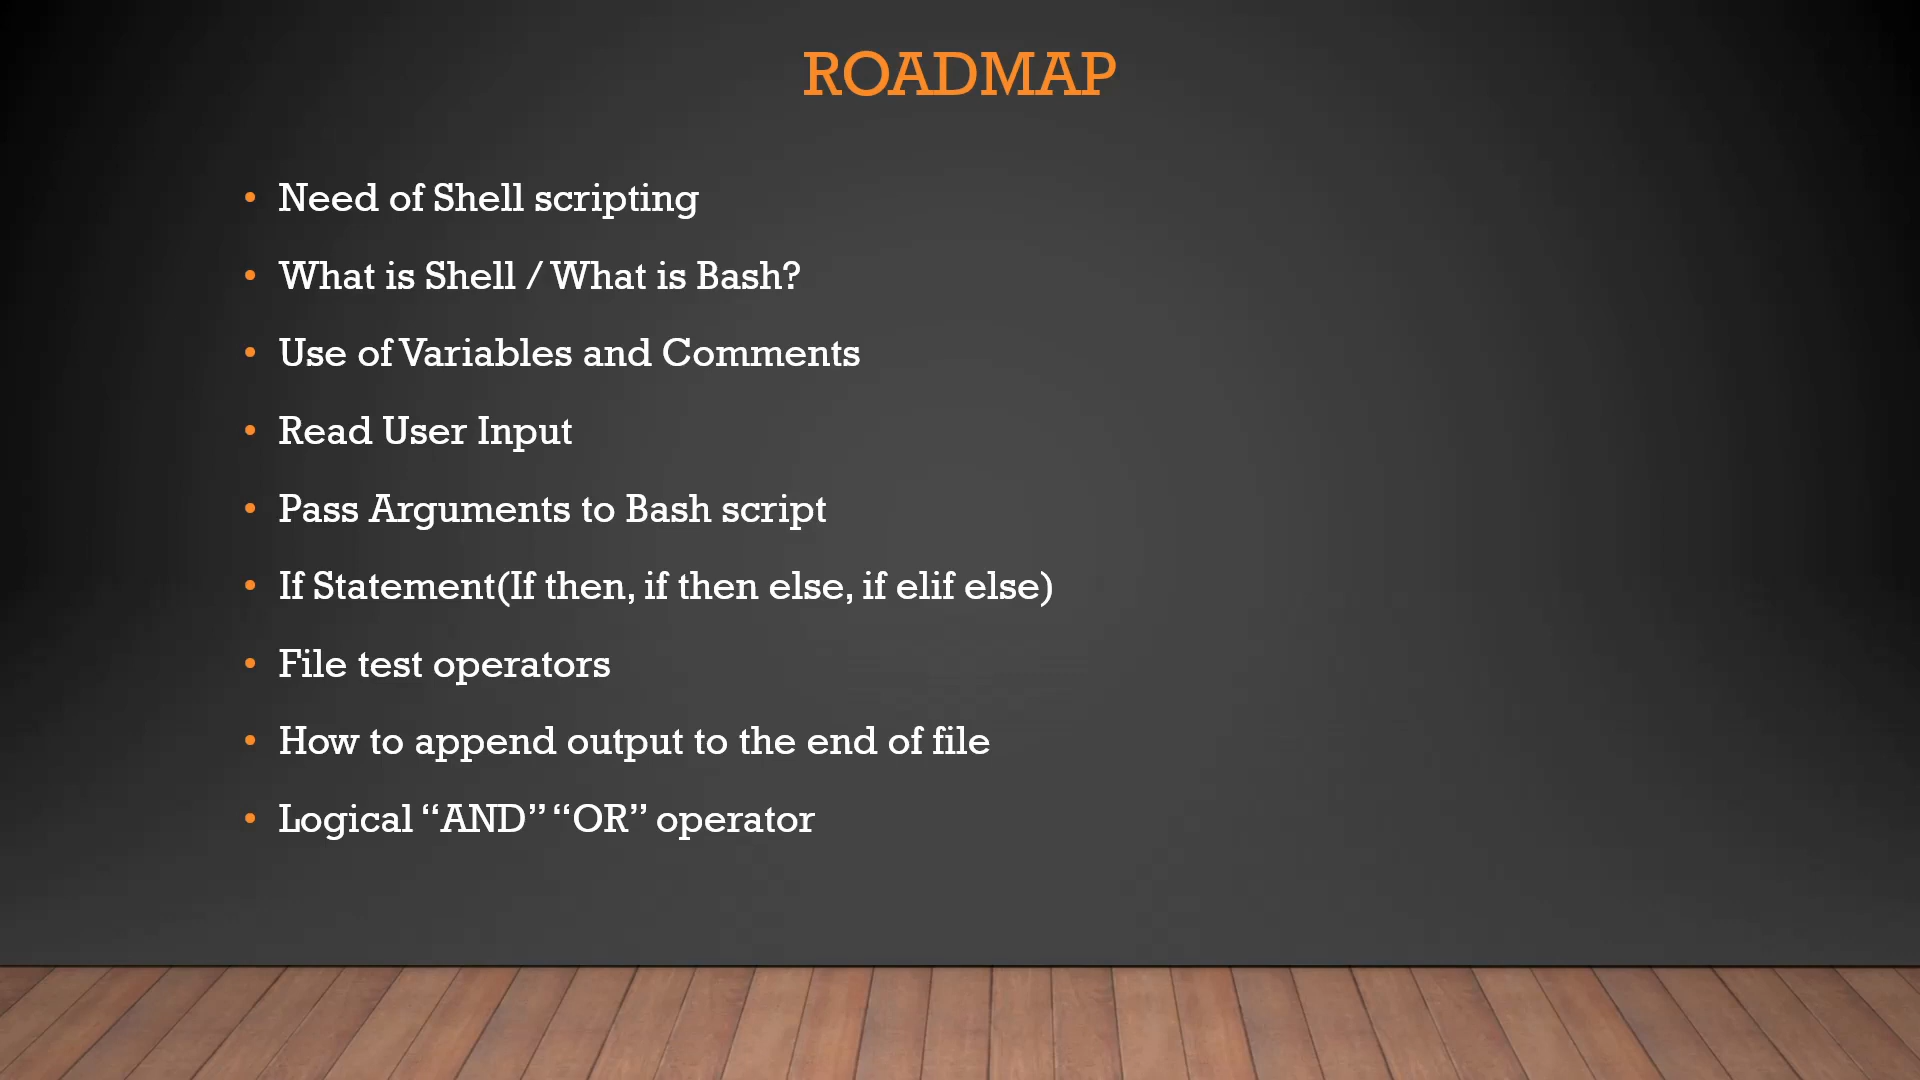 ROADMAP
• Need of Shell scripting
• What is Shell / What is Bash?
• Use of Variables and Comments
• Read User Input
• Pass Arguments to Bash script
• If Statement(If then, if then else, if elif else)
• File test operators
• How to append output to the end of file
• Logical “AND” “OR” operator